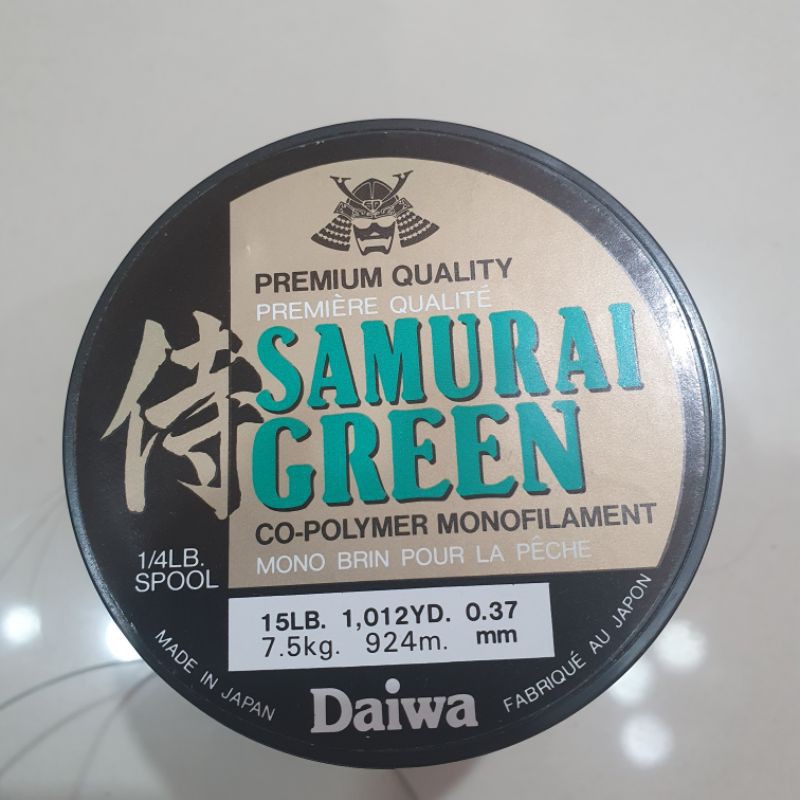 PREMIUM QUALITY
PREMIÈRE QUALITÉ
侍
SAMURAI
GREEN
CO-POLYMER MONOFILAMENT
MONO BRIN POUR LA PÊCHE
1/4LB.
SPOOL
15LB. 1,012YD. 0.37
7.5kg. 924m. mm
MADE IN JAPAN
Daiwa
FABRIQUÉ AU JAPON